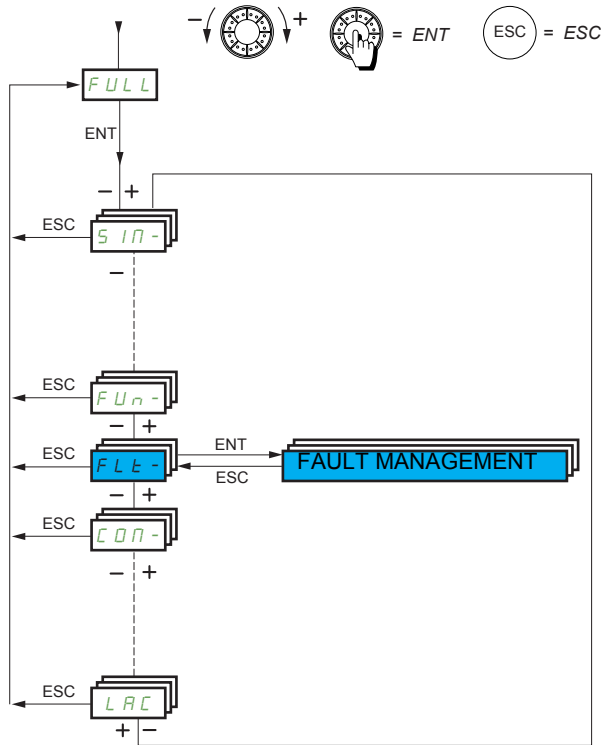 − + = ENT ESC = ESC
FULL
ENT
− +
ESC
SIM-
−
ESC
FUn-
− +
ESC ENT
FLt- FAULT MANAGEMENT
ESC
− +
ESC
COM-
− +
ESC
LAC
+ −